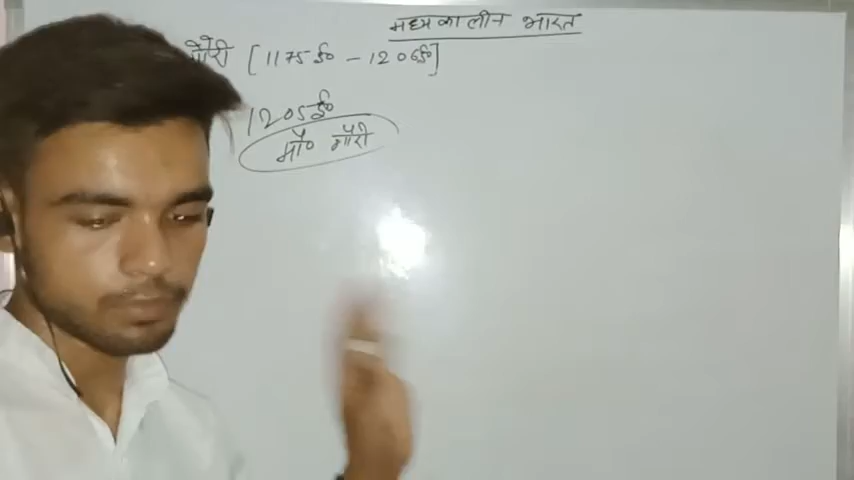 मध्यकालीन भारत
गौरी [1175 ई० - 1206 ई०]
1205 ई०
मो० गौरी